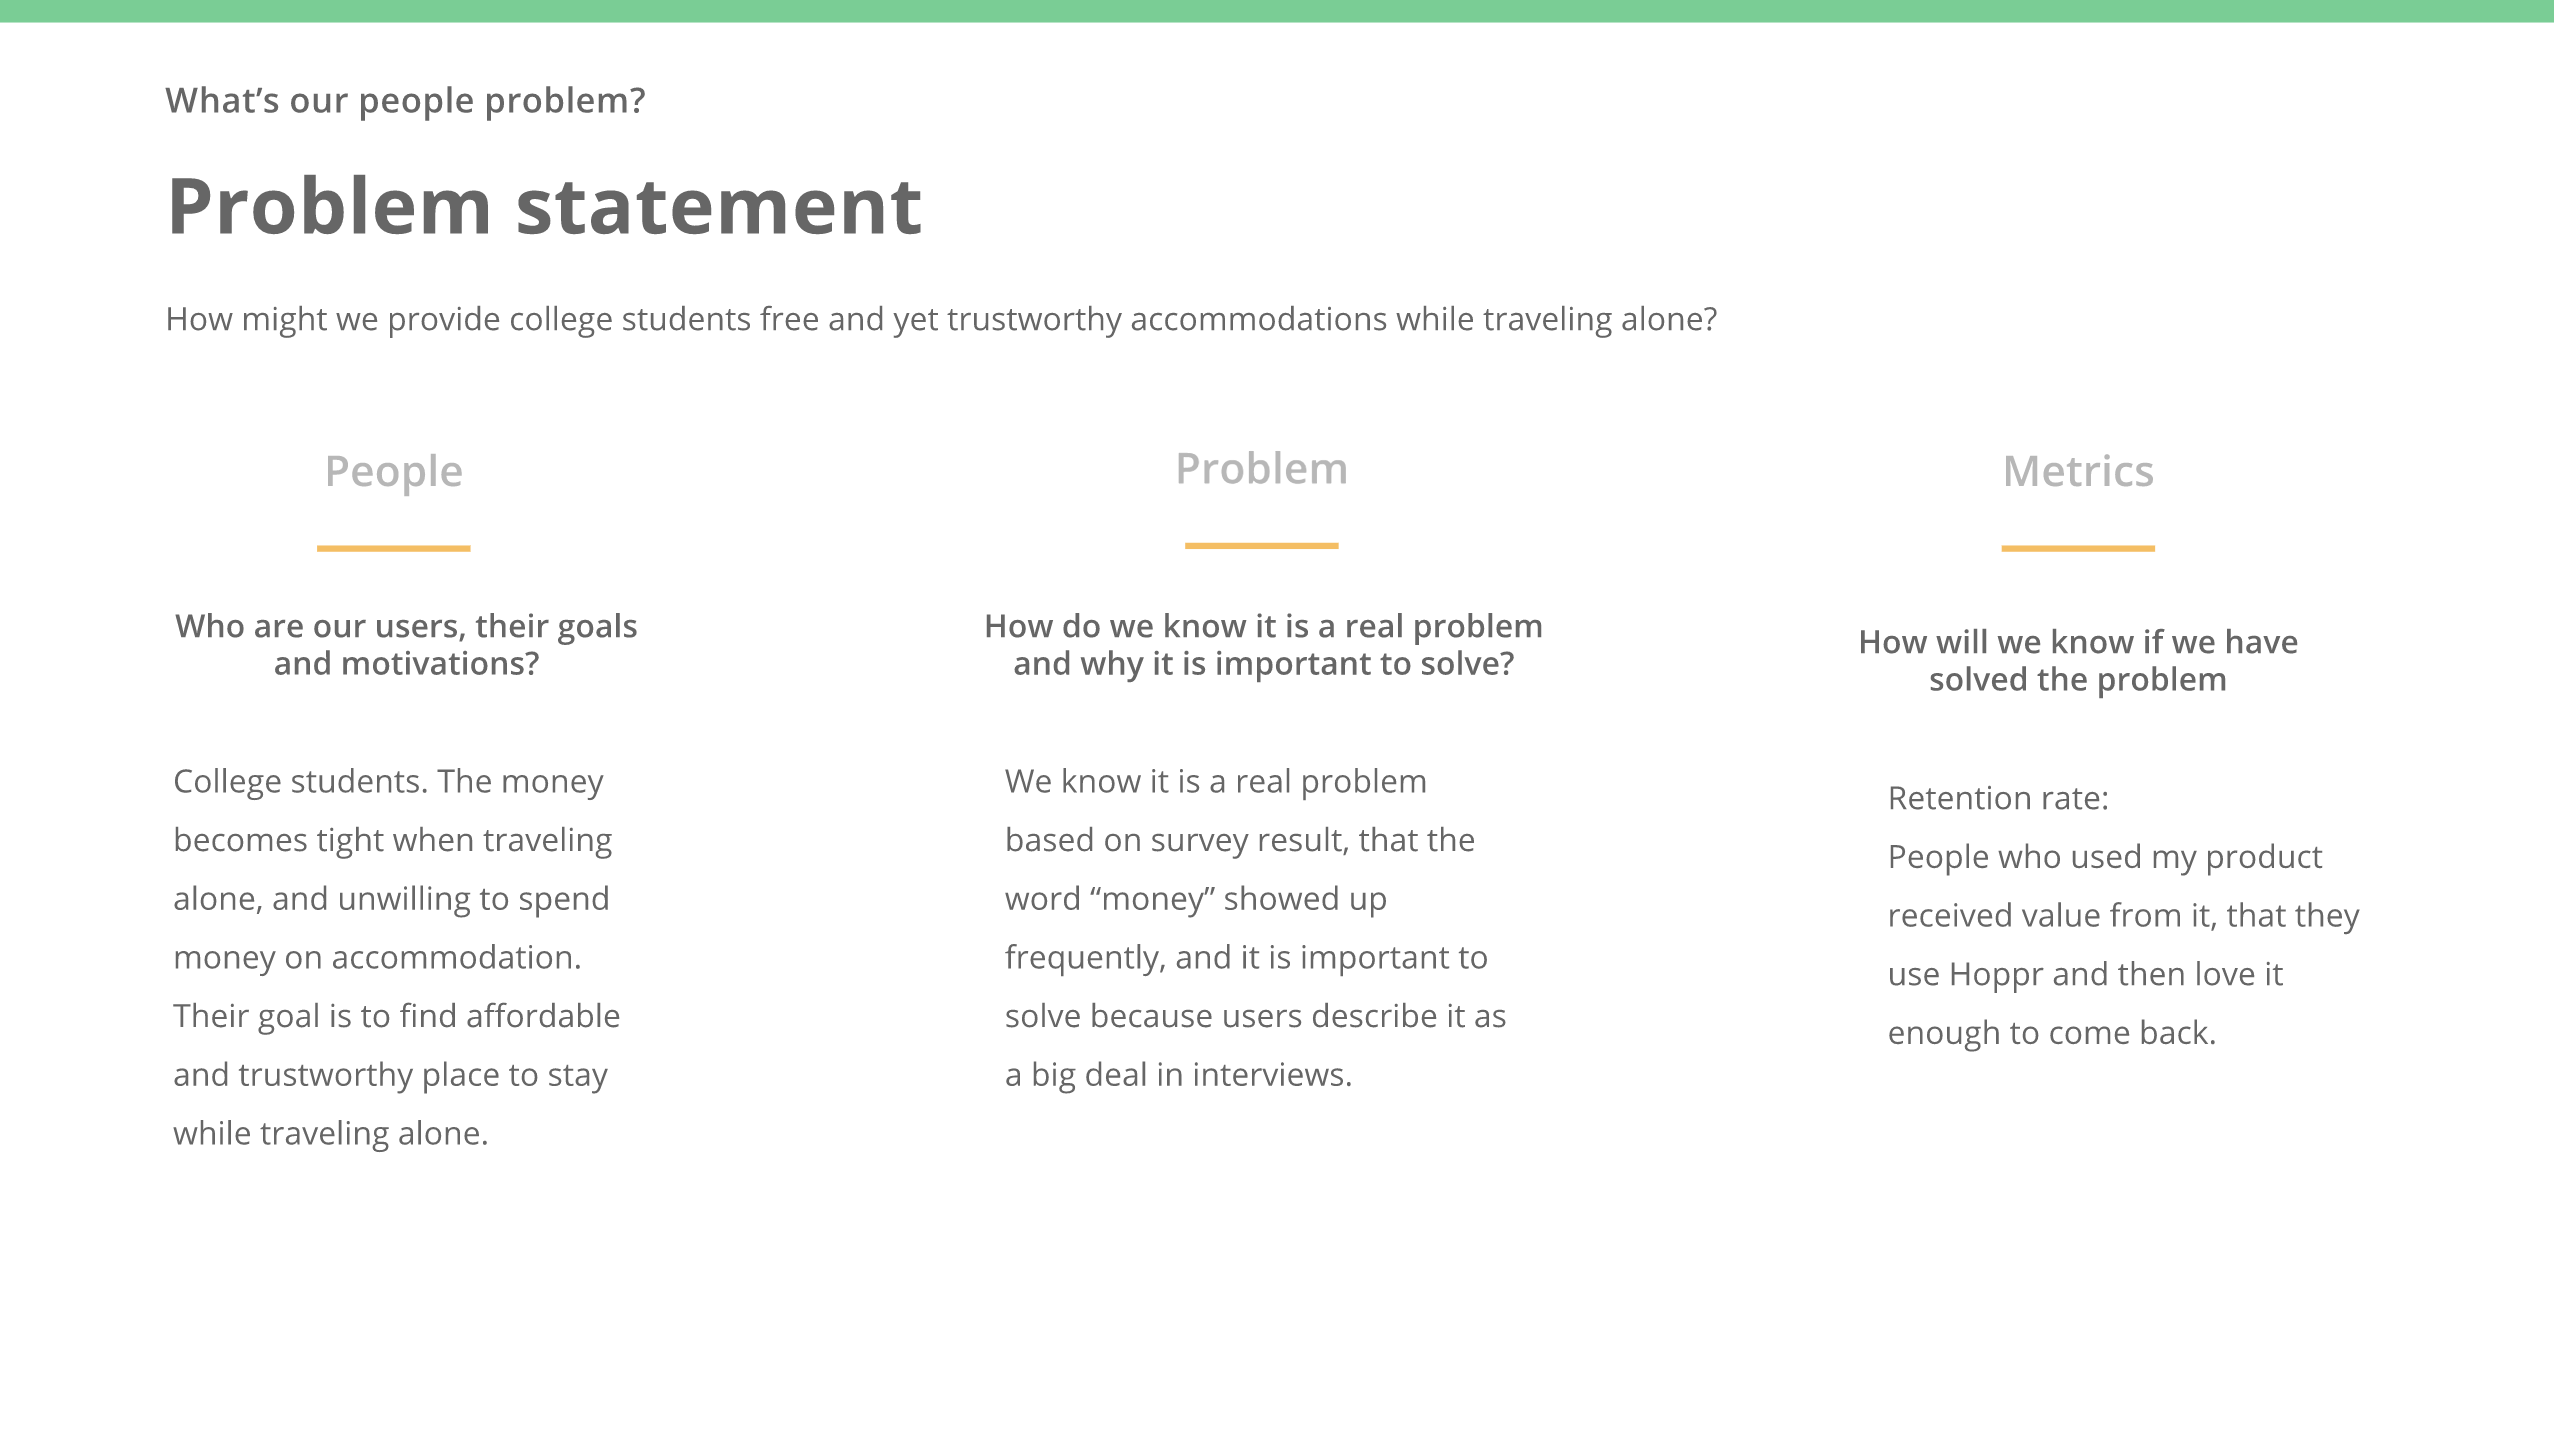 What’s our people problem?
Problem statement
How might we provide college students free and yet trustworthy accommodations while traveling alone?
People
Who are our users, their goals
and motivations?
College students. The money
becomes tight when traveling
alone, and unwilling to spend
money on accommodation.
Their goal is to find affordable
and trustworthy place to stay
while traveling alone.
Problem
How do we know it is a real problem
and why it is important to solve?
We know it is a real problem
based on survey result, that the
word “money” showed up
frequently, and it is important to
solve because users describe it as
a big deal in interviews.
Metrics
How will we know if we have
solved the problem
Retention rate:
People who used my product
received value from it, that they
use Hoppr and then love it
enough to come back.